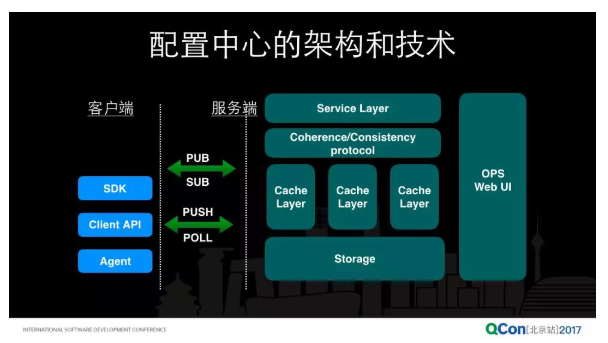 配置中心的架构和技术
客户端
服务端
SDK
Client API
Agent
PUB
SUB
PUSH
POLL
Service Layer
Coherence/Consistency
protocol
Cache
Layer
Cache
Layer
Cache
Layer
Storage
OPS
Web UI
INTERNATIONAL SOFTWARE DEVELOPMENT CONFERENCE
QCon[北京站]2017